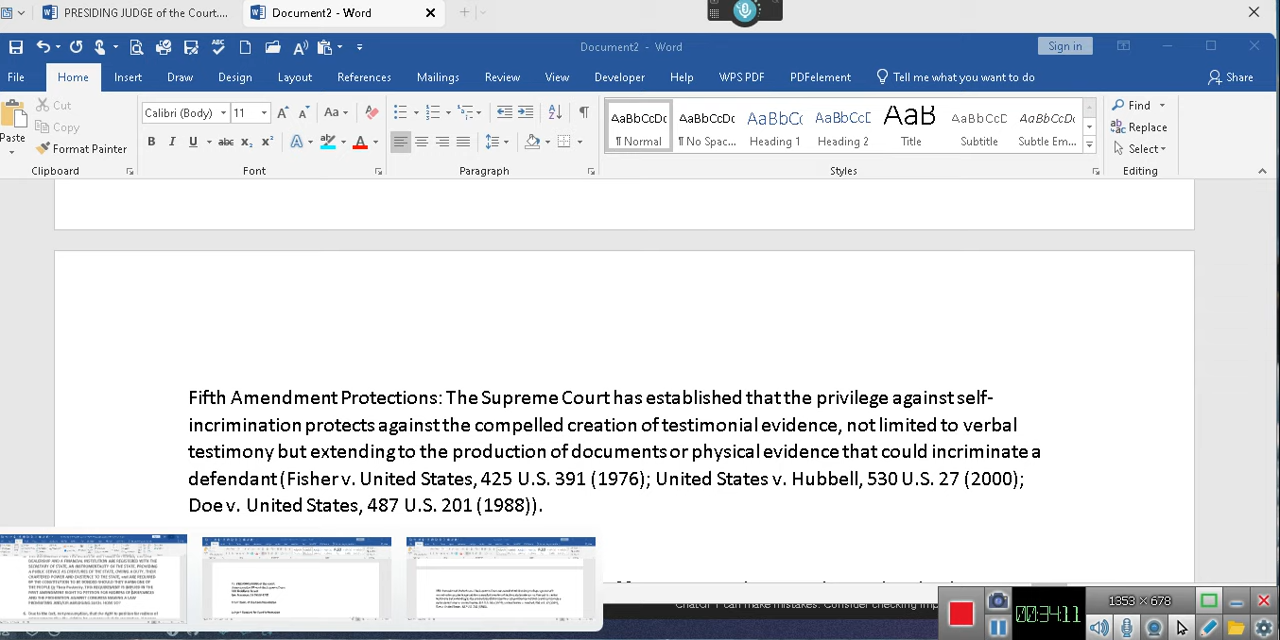 PRESIDING JUDGE of the Court....
Document2 - Word
Document2 - Word
Sign in
File Home Insert Draw Design Layout References Mailings Review View Developer Help WPS PDF PDFelement Tell me what you want to do Share
Cut
Copy
Paste
Format Painter
Clipboard
Calibri (Body) 11
Font
Paragraph
AaBbCcDc AaBbCcDc AaBbCc AaBbCcD AaB AaBbCcD AaBbCcDc
¶ Normal ¶ No Spac... Heading 1 Heading 2 Title Subtitle Subtle Em...
Styles
Find
Replace
Select
Editing
Fifth Amendment Protections: The Supreme Court has established that the privilege against self-
incrimination protects against the compelled creation of testimonial evidence, not limited to verbal
testimony but extending to the production of documents or physical evidence that could incriminate a
defendant (Fisher v. United States, 425 U.S. 391 (1976); United States v. Hubbell, 530 U.S. 27 (2000);
Doe v. United States, 487 U.S. 201 (1988)).
ChatGPT can make mistakes. Consider checking imp
00:34:11
1353 × 678